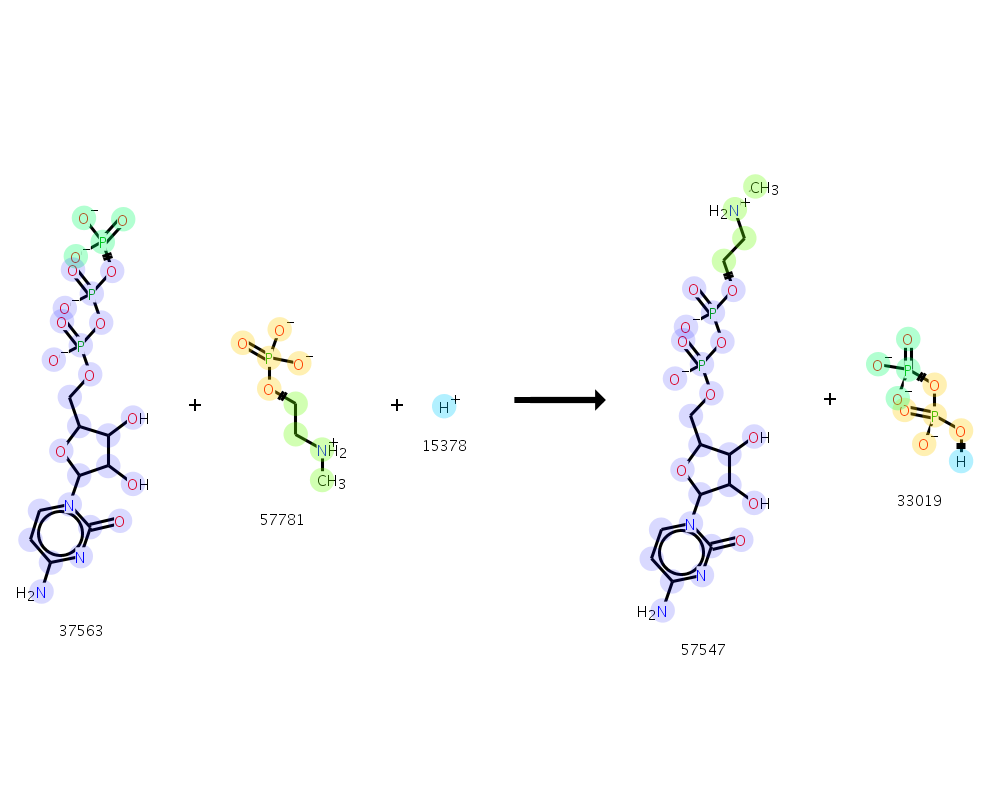 O⁻ O
P
O⁻ O
O
P
O⁻
O O
P
O⁻
O
OH
O
OH
N
O
N
H₂N
37563
+
O⁻
O
P O⁻
O
NH₂⁺
CH₃
57781
+
H⁺
15378
CH₃
H₂N⁺
O
O
P
O⁻
O O
P
O⁻
O
OH
O
OH
N
O
N
H₂N
57547
+
O
O⁻ P
O⁻ O
O P O
O⁻
H
33019